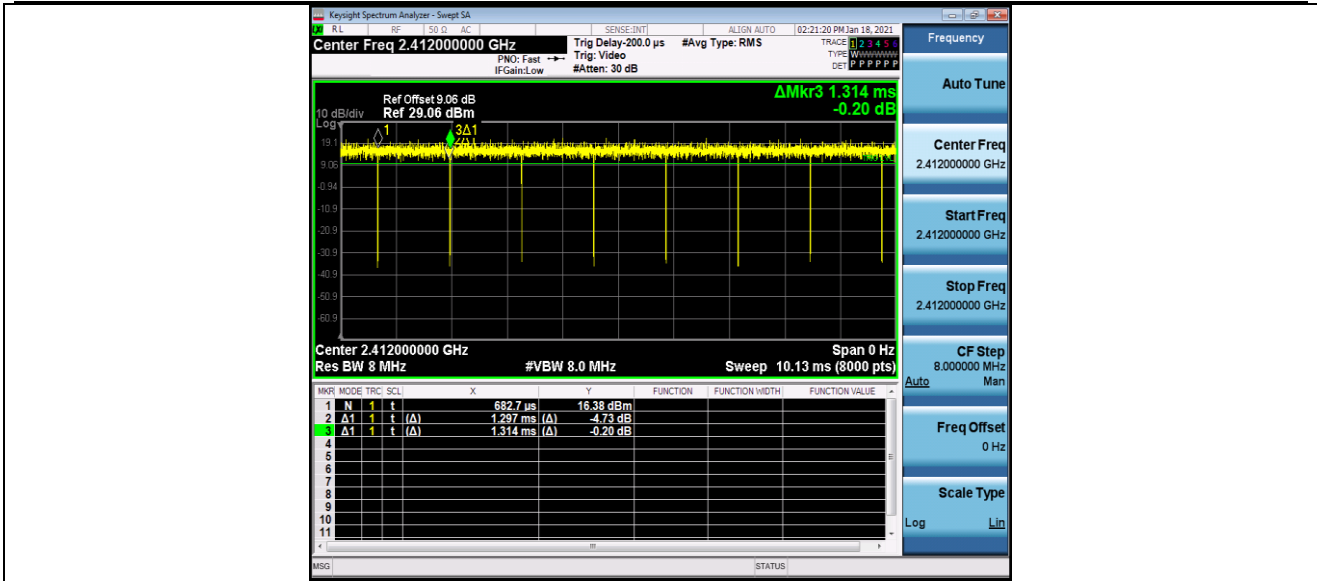 Keysight Spectrum Analyzer - Swept SA
RL RF 50 Ω AC SENSE:INT ALIGN AUTO 02:21:20 PM Jan 18, 2021
Center Freq 2.412000000 GHz
PNO: Fast
IFGain:Low
Trig Delay-200.0 µs
Trig: Video
#Atten: 30 dB
#Avg Type: RMS
TRACE 1 2 3 4 5 6
TYPE WWWWWW
DET P P P P P P
Frequency
ΔMkr3 1.314 ms
-0.20 dB
Ref Offset 9.06 dB
10 dB/div Ref 29.06 dBm
Log
1
3Δ1
19.1
9.06
-0.94
-10.9
-20.9
-30.9
-40.9
-50.9
-60.9
Center 2.412000000 GHz Span 0 Hz
Res BW 8 MHz #VBW 8.0 MHz Sweep 10.13 ms (8000 pts)
MKR MODE TRC SCL X Y FUNCTION FUNCTION WIDTH FUNCTION VALUE
1 N 1 t 682.7 µs 16.38 dBm
2 Δ1 1 t (Δ) 1.297 ms (Δ) -4.73 dB
3 Δ1 1 t (Δ) 1.314 ms (Δ) -0.20 dB
4
5
6
7
8
9
10
11
MSG STATUS
Auto Tune
Center Freq
2.412000000 GHz
Start Freq
2.412000000 GHz
Stop Freq
2.412000000 GHz
CF Step
8.000000 MHz
Auto Man
Freq Offset
0 Hz
Scale Type
Log Lin